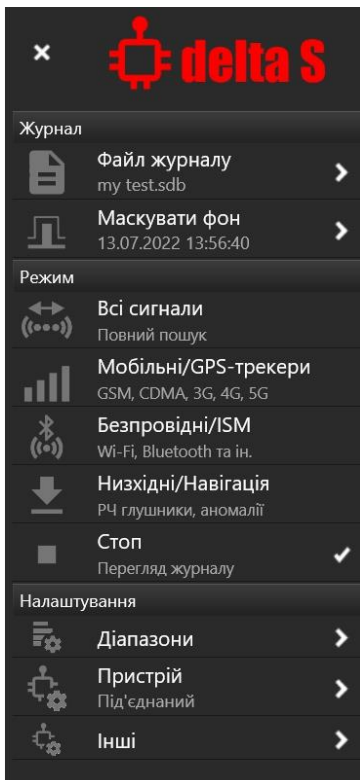 delta S
Журнал
Файл журналу
my test.sdb
Маскувати фон
13.07.2022 13:56:40
Режим
Всі сигнали
Повний пошук
Мобільні/GPS-трекери
GSM, CDMA, 3G, 4G, 5G
Безпровідні/ISM
Wi-Fi, Bluetooth та ін.
Низхідні/Навігація
РЧ глушники, аномалії
Стоп
Перегляд журналу
Налаштування
Діапазони
Пристрій
Під'єднаний
Інші